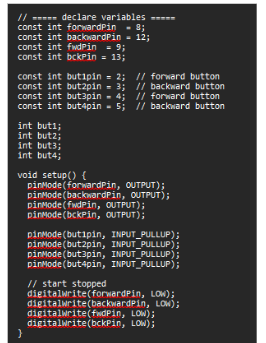 // ===== declare variables =====
const int forwardPin  = 8;
const int backwardPin = 12;
const int fwdPin  = 9;
const int bckPin = 13;

const int but1pin = 2;  // forward button
const int but2pin = 3;  // backward button
const int but3pin = 4;  // forward button
const int but4pin = 5;  // backward button

int but1;
int but2;
int but3;
int but4;

void setup() {
  pinMode(forwardPin, OUTPUT);
  pinMode(backwardPin, OUTPUT);
  pinMode(fwdPin, OUTPUT);
  pinMode(bckPin, OUTPUT);

  pinMode(but1pin, INPUT_PULLUP);
  pinMode(but2pin, INPUT_PULLUP);
  pinMode(but3pin, INPUT_PULLUP);
  pinMode(but4pin, INPUT_PULLUP);

  // start stopped
  digitalWrite(forwardPin, LOW);
  digitalWrite(backwardPin, LOW);
  digitalWrite(fwdPin, LOW);
  digitalWrite(bckPin, LOW);
}